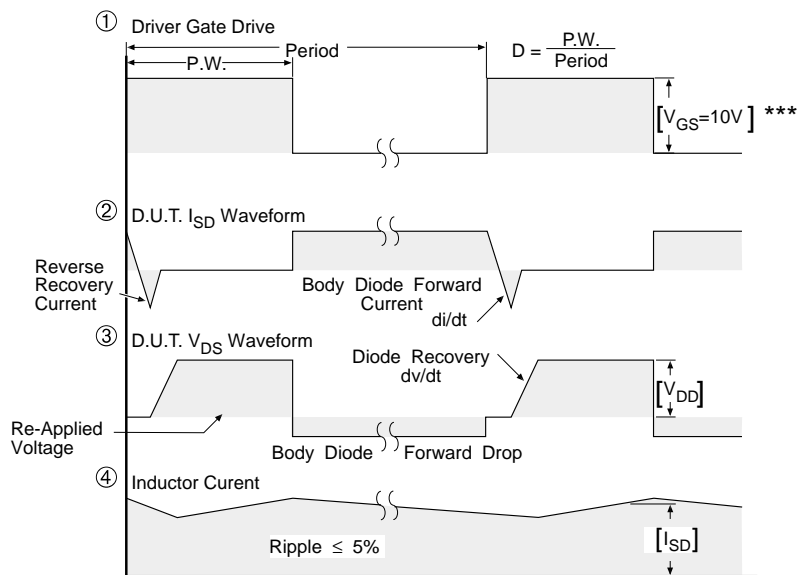 ① Driver Gate Drive
Period
P.W.
D = P.W. / Period
[V_GS=10V] ***
② D.U.T. I_SD Waveform
Reverse
Recovery
Current
Body Diode Forward
Current
di/dt
③ D.U.T. V_DS Waveform
Diode Recovery
dv/dt
[V_DD]
Re-Applied
Voltage
Body Diode Forward Drop
④ Inductor Curent
Ripple ≤ 5%
[I_SD]